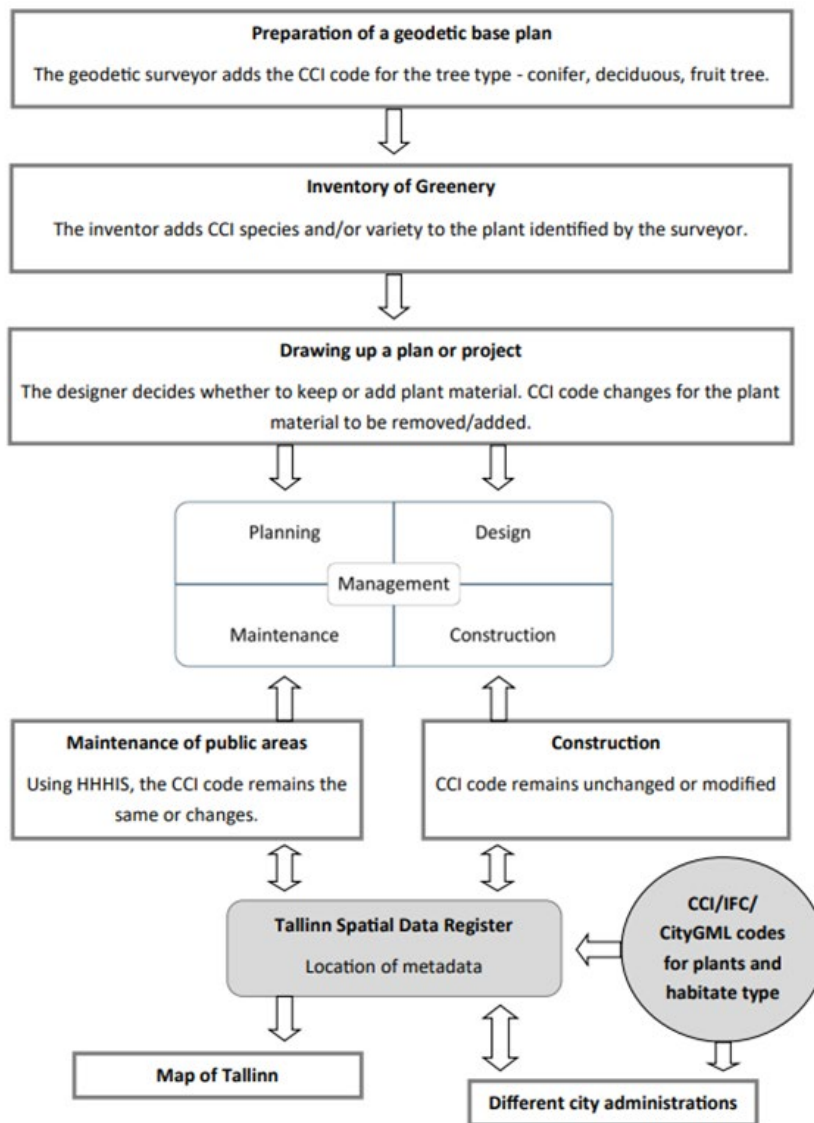 Preparation of a geodetic base plan
The geodetic surveyor adds the CCI code for the tree type - conifer, deciduous, fruit tree.
Inventory of Greenery
The inventor adds CCI species and/or variety to the plant identified by the surveyor.
Drawing up a plan or project
The designer decides whether to keep or add plant material. CCI code changes for the plant
material to be removed/added.
Planning
Design
Management
Maintenance
Construction
Maintenance of public areas
Using HHHIS, the CCI code remains the
same or changes.
Construction
CCI code remains unchanged or modified
Tallinn Spatial Data Register
Location of metadata
CCI/IFC/
CityGML codes
for plants and
habitate type
Map of Tallinn
Different city administrations